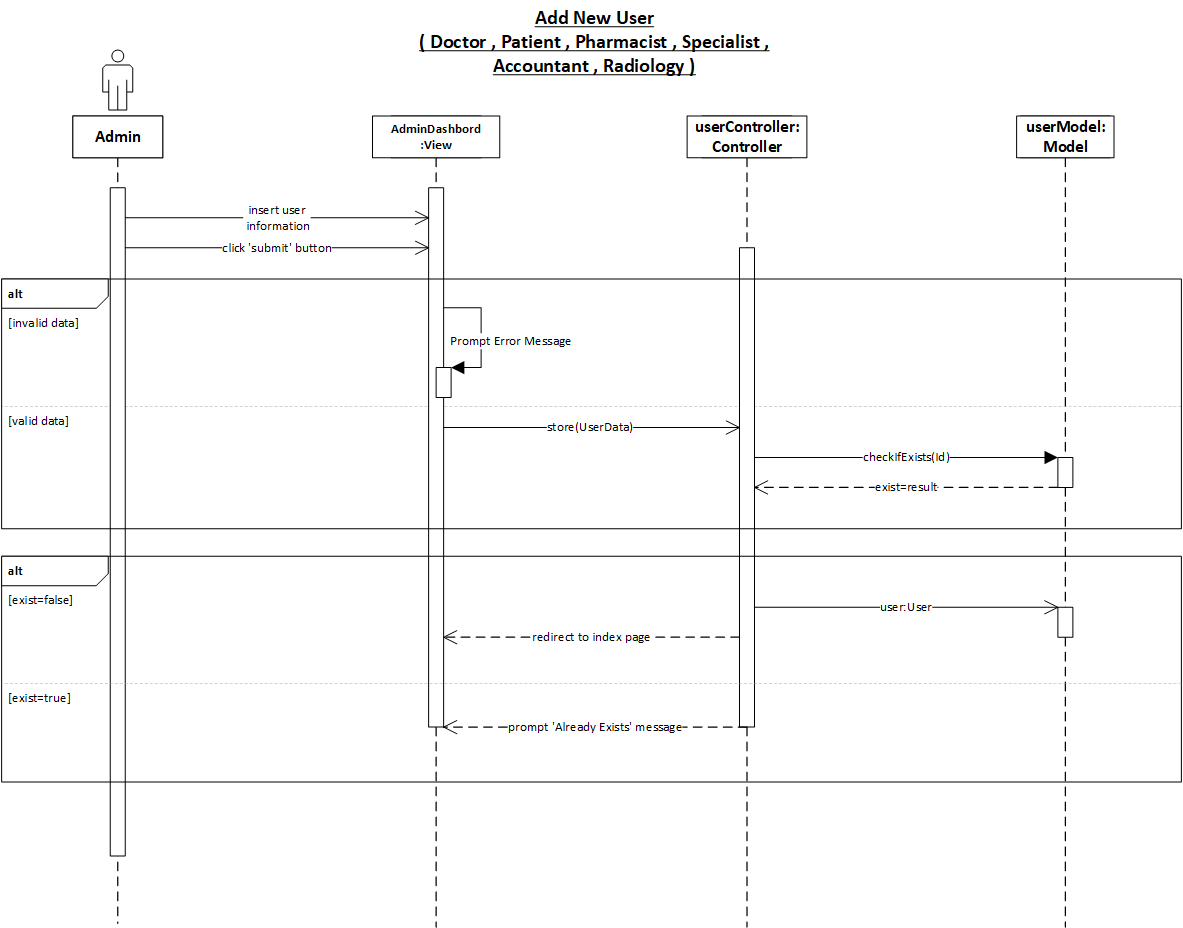 Add New User
( Doctor , Patient , Pharmacist , Specialist ,
Accountant , Radiology )
Admin
AdminDashbord
:View
userController:
Controller
userModel:
Model
insert user
information
click 'submit' button
alt
[invalid data]
Prompt Error Message
[valid data]
store(UserData)
checkIfExists(Id)
exist=result
alt
[exist=false]
user:User
redirect to index page
[exist=true]
prompt 'Already Exists' message